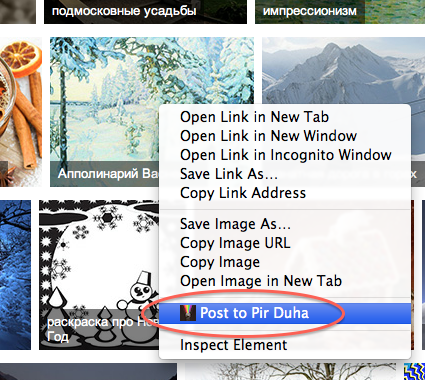 подмосковные усадьбы
импрессионизм
Апполинарий Вас
Open Link in New Tab
Open Link in New Window
Open Link in Incognito Window
Save Link As…
Copy Link Address
Save Image As…
Copy Image URL
Copy Image
Open Image in New Tab
раскраска про Нов
Год
Post to Pir Duha
Inspect Element